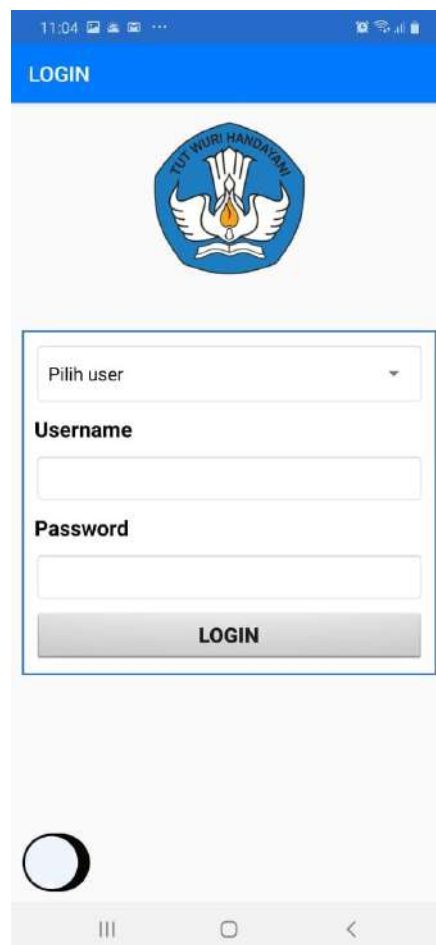 11:04
LOGIN
TUT WURI HANDAYANI
Pilih user
Username
Password
LOGIN